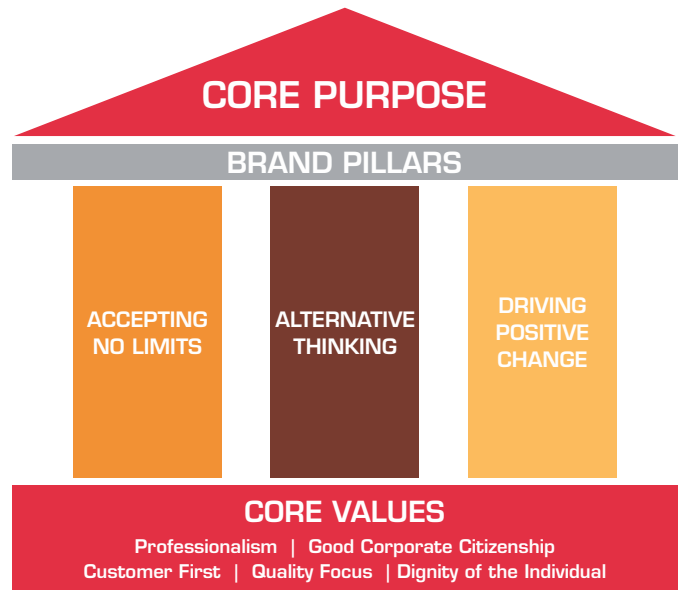 CORE PURPOSE
BRAND PILLARS
ACCEPTING
NO LIMITS
ALTERNATIVE
THINKING
DRIVING
POSITIVE
CHANGE
CORE VALUES
Professionalism | Good Corporate Citizenship
Customer First | Quality Focus | Dignity of the Individual